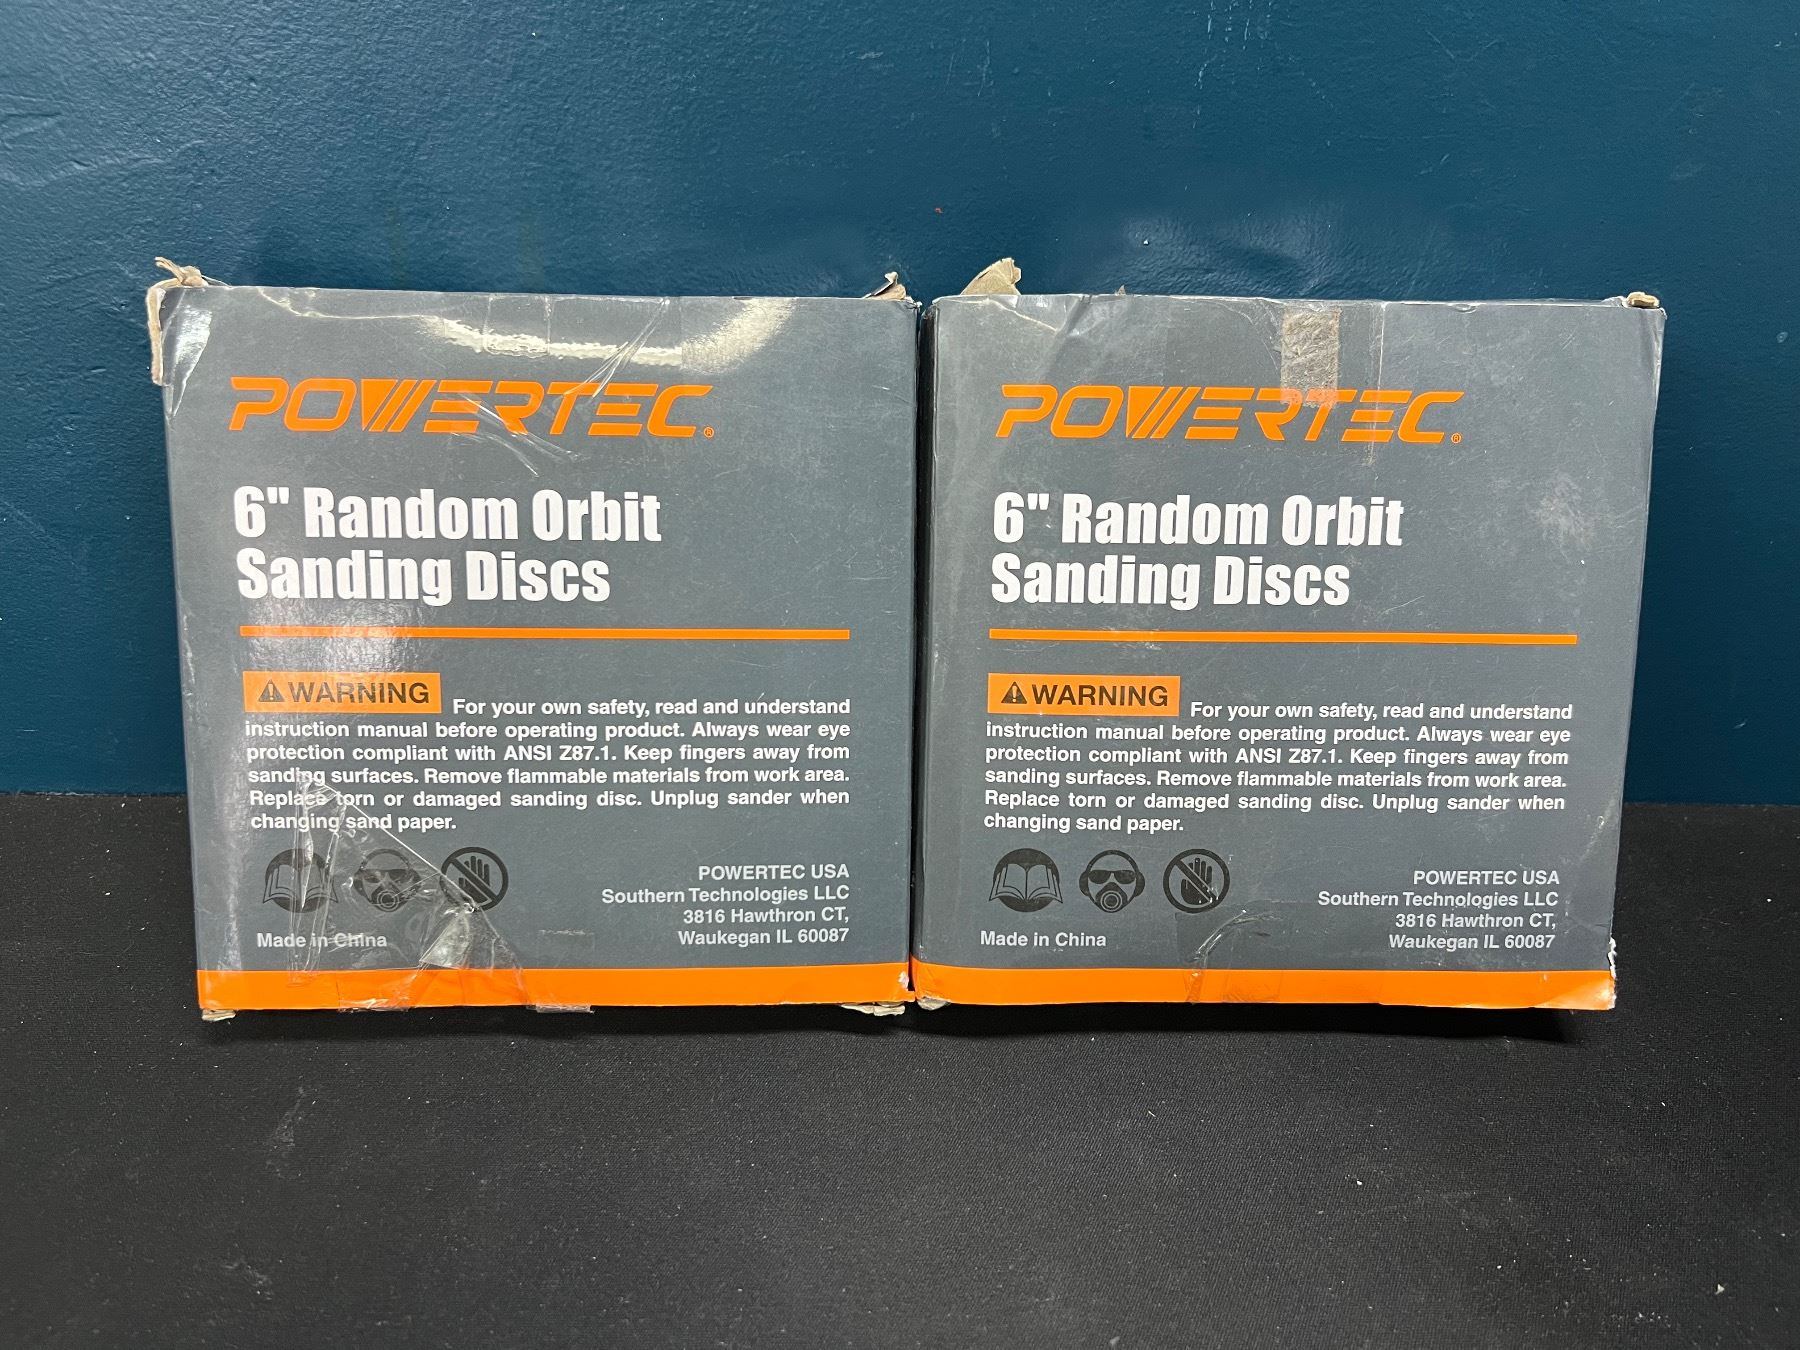 POWERTEC®
6" Random Orbit
Sanding Discs
WARNING For your own safety, read and understand
instruction manual before operating product. Always wear eye
protection compliant with ANSI Z87.1. Keep fingers away from
sanding surfaces. Remove flammable materials from work area.
Replace torn or damaged sanding disc. Unplug sander when
changing sand paper.
POWERTEC USA
Southern Technologies LLC
3816 Hawthron CT,
Waukegan IL 60087
Made in China
POWERTEC®
6" Random Orbit
Sanding Discs
WARNING For your own safety, read and understand
instruction manual before operating product. Always wear eye
protection compliant with ANSI Z87.1. Keep fingers away from
sanding surfaces. Remove flammable materials from work area.
Replace torn or damaged sanding disc. Unplug sander when
changing sand paper.
POWERTEC USA
Southern Technologies LLC
3816 Hawthron CT,
Waukegan IL 60087
Made in China